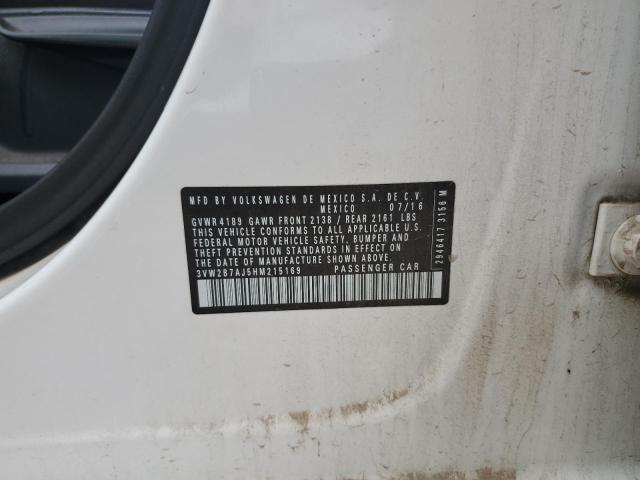 MFD BY VOLKSWAGEN DE MEXICO S.A. DE C.V.
MEXICO 07/16
GVWR 4189 GAWR FRONT 2138 / REAR 2161 LBS
THIS VEHICLE CONFORMS TO ALL APPLICABLE U.S.
FEDERAL MOTOR VEHICLE SAFETY, BUMPER AND
THEFT PREVENTION STANDARDS IN EFFECT ON THE
DATE OF MANUFACTURE SHOWN ABOVE.
3VW2B7AJ5HM215169 PASSENGER CAR
2946417 3156 M